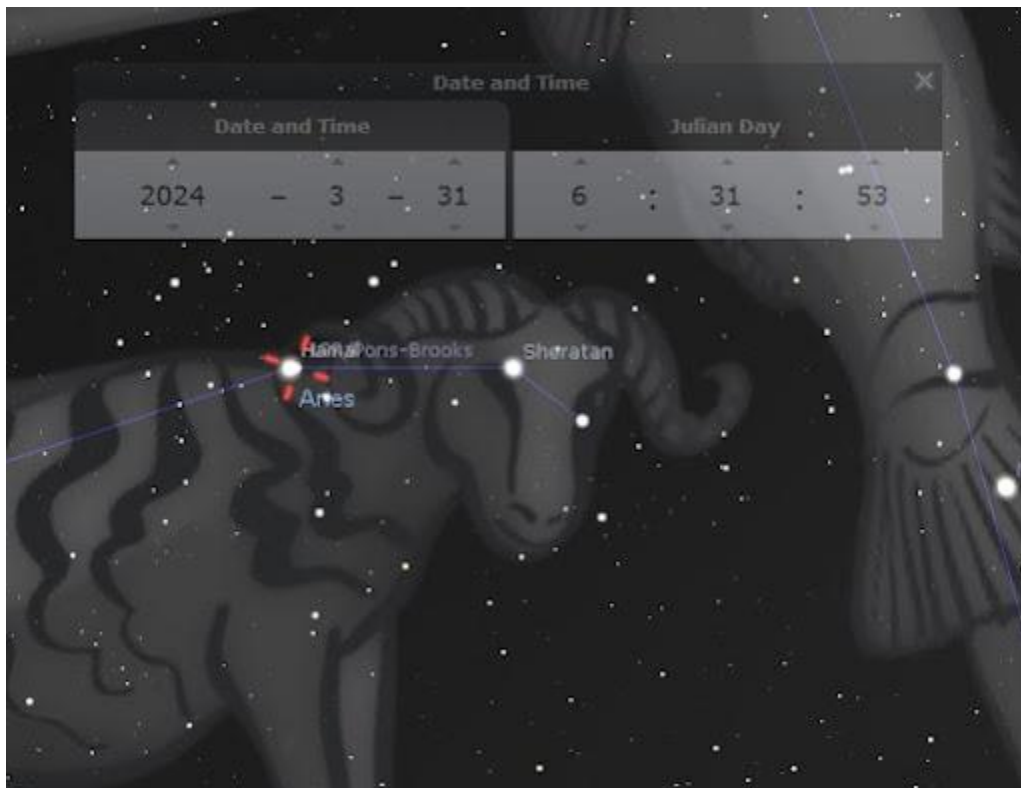 Date and Time
Date and Time
Julian Day
2024 – 3 – 31 6 : 31 : 53
Pons-Brooks
Sheratan
Aries